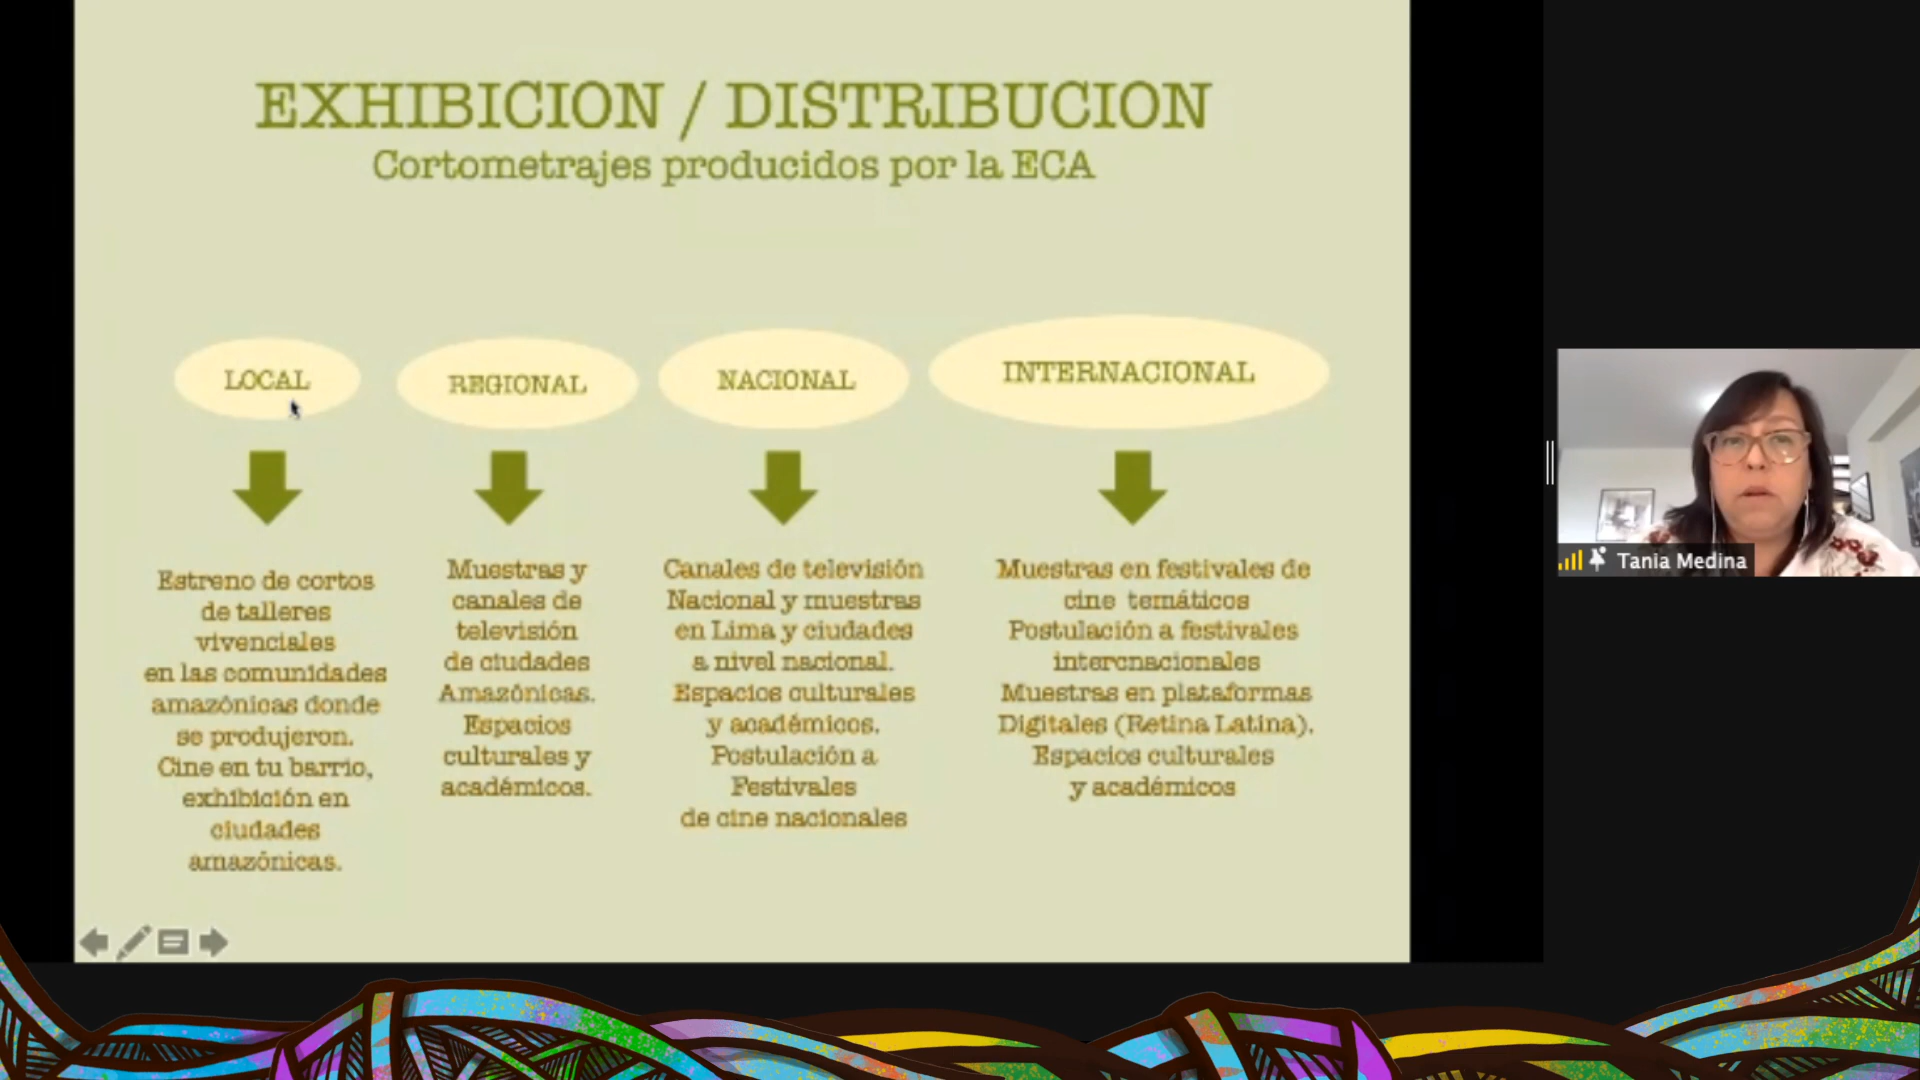 EXHIBICION / DISTRIBUCION
Cortometrajes producidos por la ECA
LOCAL
Estreno de cortos
de talleres
vivenciales
en las comunidades
amazónicas donde
se produjeron.
Cine en tu barrio,
exhibición en
ciudades
amazónicas.
REGIONAL
Muestras y
canales de
televisión
de ciudades
Amazónicas.
Espacios
culturales y
académicos.
NACIONAL
Canales de televisión
Nacional y muestras
en Lima y ciudades
a nivel nacional.
Espacios culturales
y académicos.
Postulación a
Festivales
de cine nacionales
INTERNACIONAL
Muestras en festivales de
cine temáticos
Postulación a festivales
intercnacionales
Muestras en plataformas
Digitales (Retina Latina).
Espacios culturales
y académicos
Tania Medina